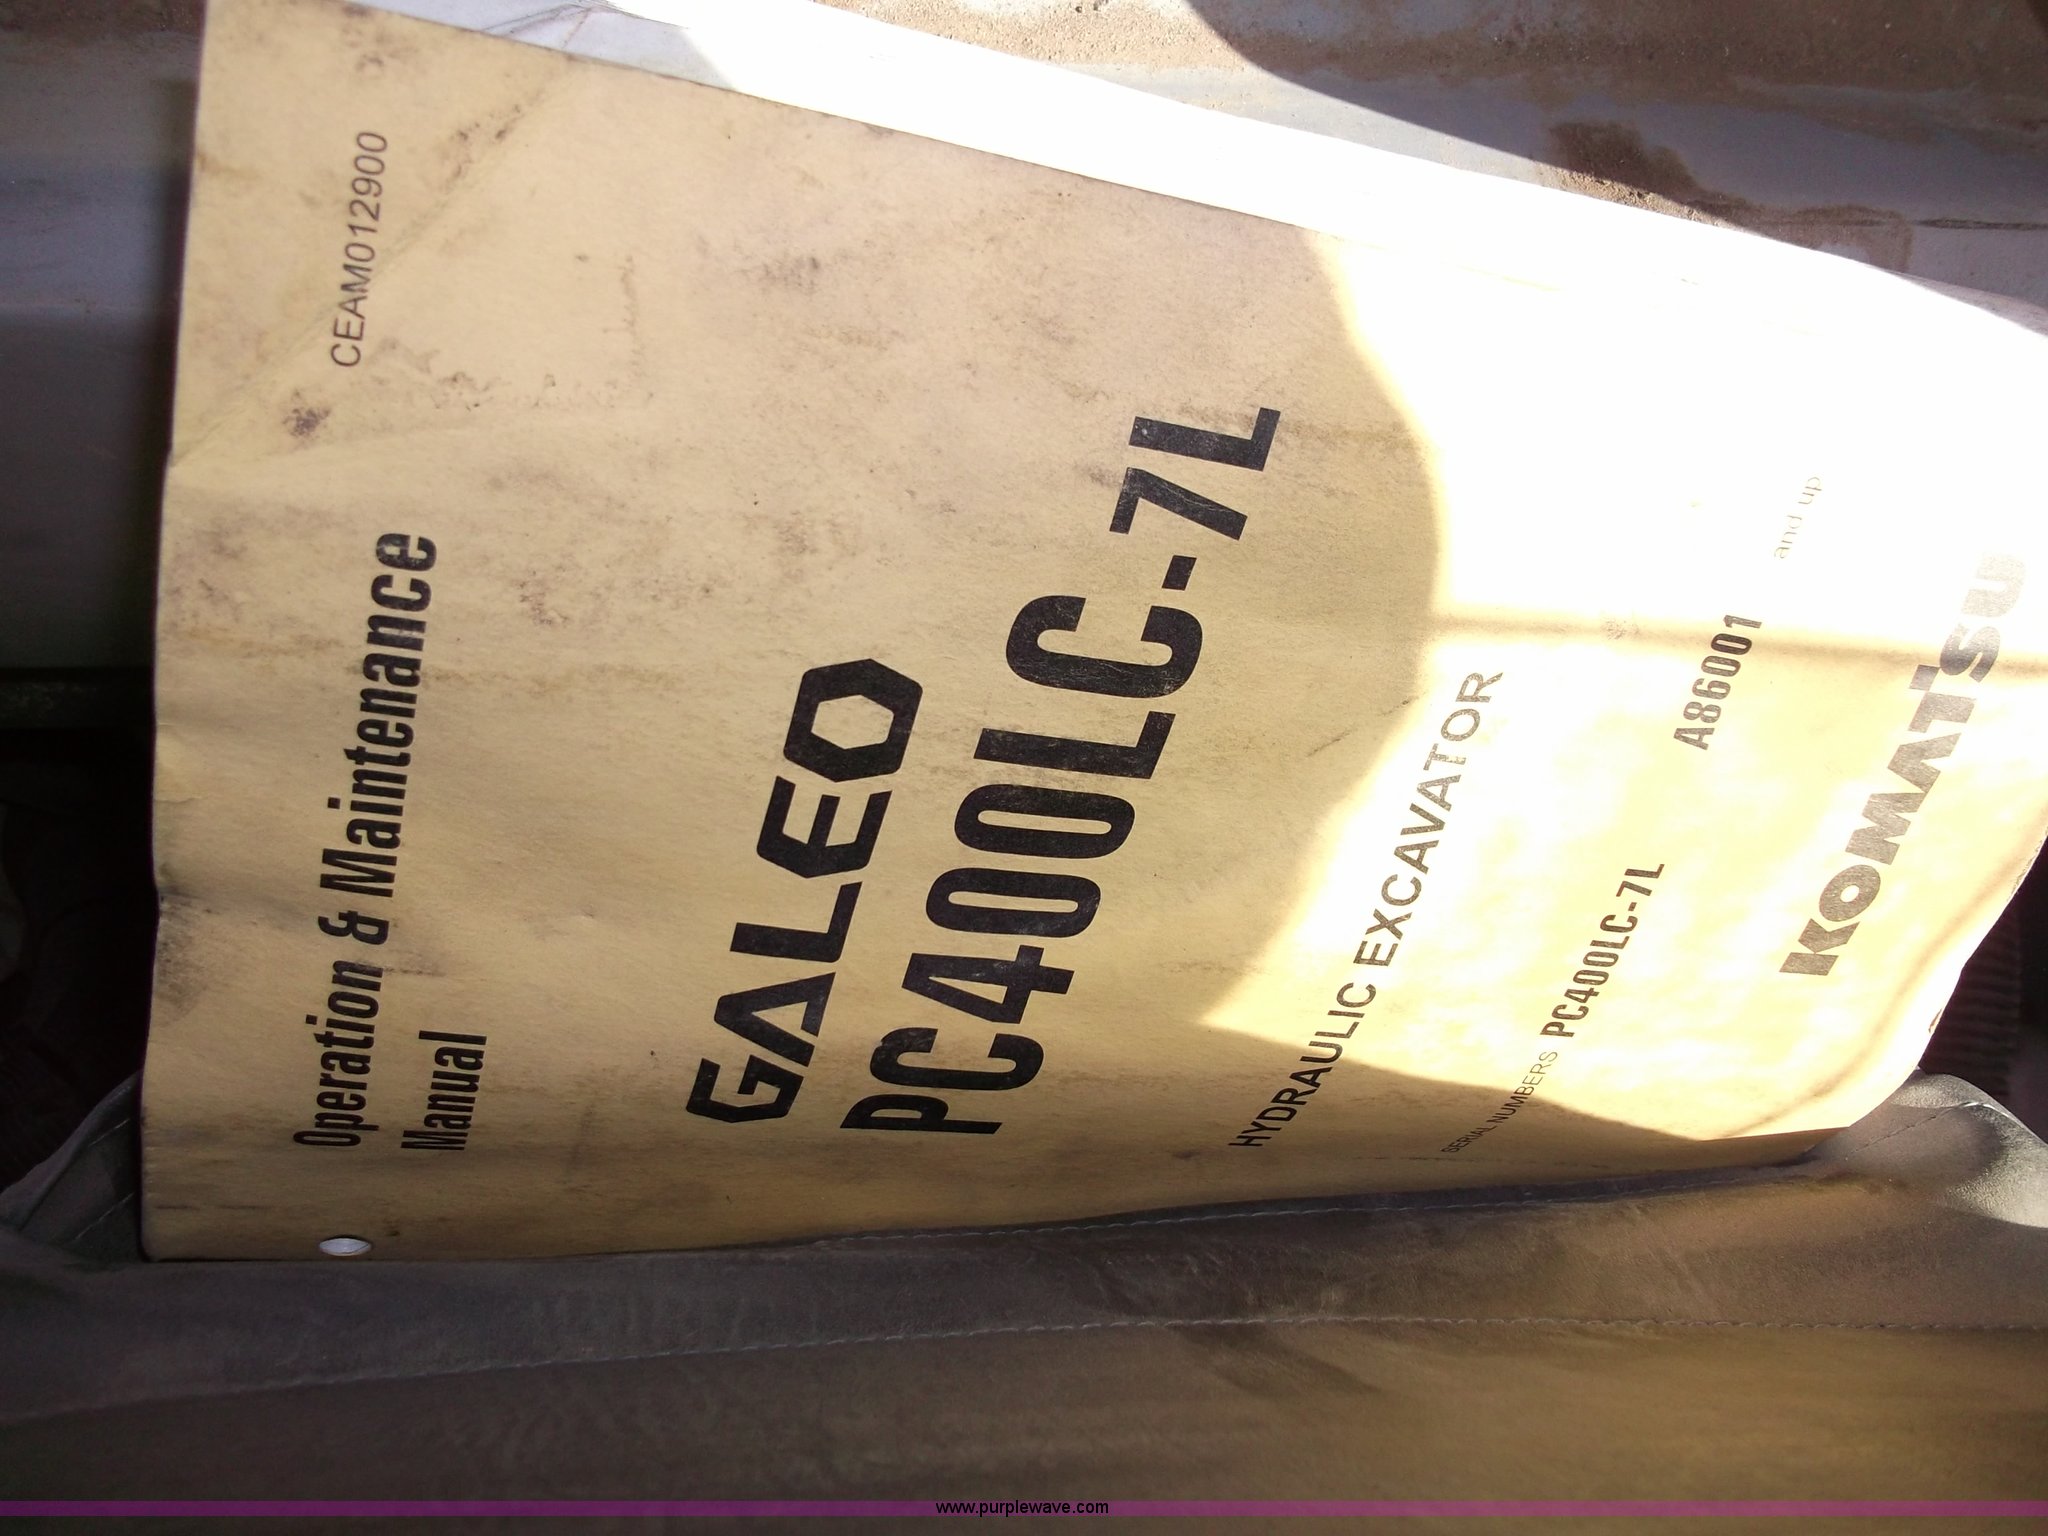 CEAM012900
Operation & Maintenance
Manual
GALEO
PC400LC-7L
HYDRAULIC EXCAVATOR
SERIAL NUMBERS PC400LC-7L A86001 and up
KOMATSU
www.purplewave.com